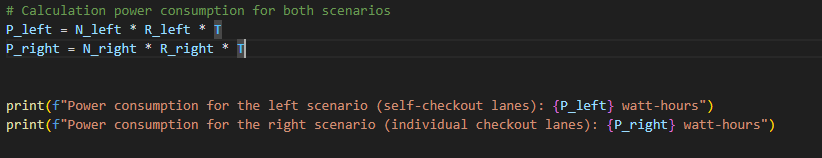 # Calculation power consumption for both scenarios
P_left = N_left * R_left * T
P_right = N_right * R_right * T
print(f"Power consumption for the left scenario (self-checkout lanes): {P_left} watt-hours")
print(f"Power consumption for the right scenario (individual checkout lanes): {P_right} watt-hours")